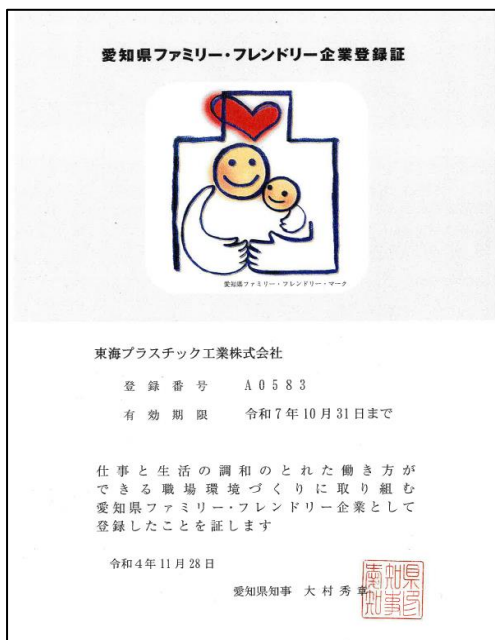 愛知県ファミリー・フレンドリー企業登録証
愛知県ファミリー・フレンドリー・マーク
東海プラスチック工業株式会社
登録番号 A0583
有効期限 令和7年10月31日まで
仕事と生活の調和のとれた働き方が
できる職場環境づくりに取り組む
愛知県ファミリー・フレンドリー企業として
登録したことを証します
令和4年11月28日
愛知県知事 大村秀章
愛知県知事之印